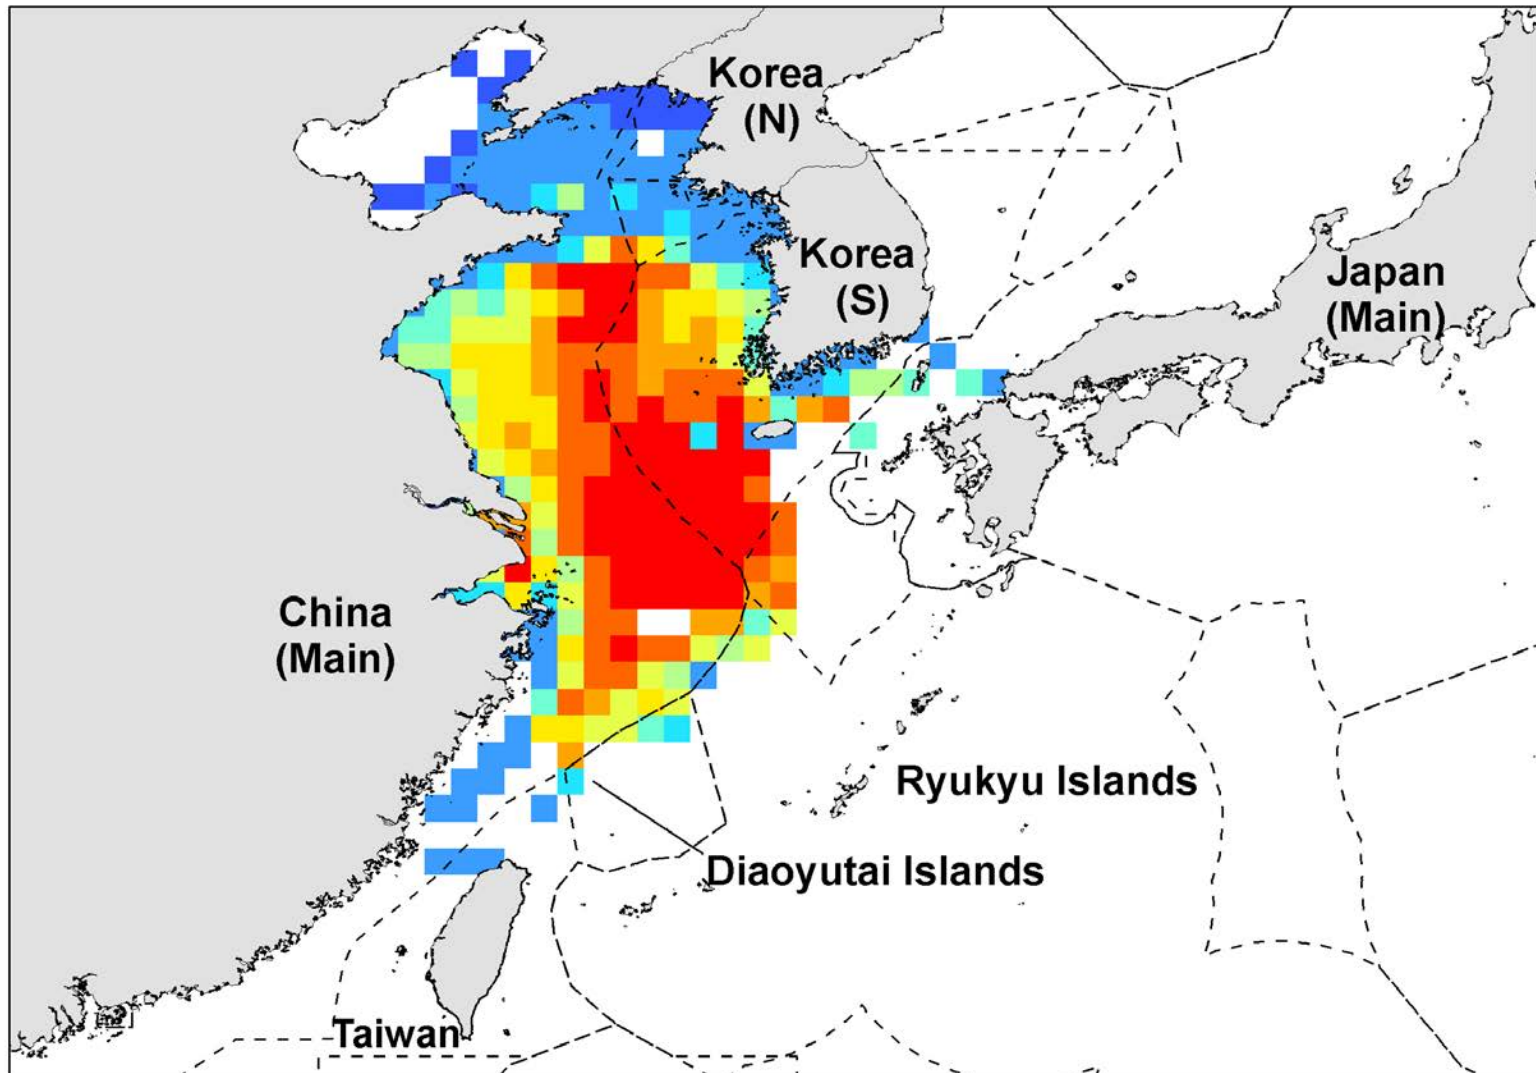 Korea
(N)
Korea
(S)
Japan
(Main)
China
(Main)
Ryukyu Islands
Diaoyutai Islands
Taiwan